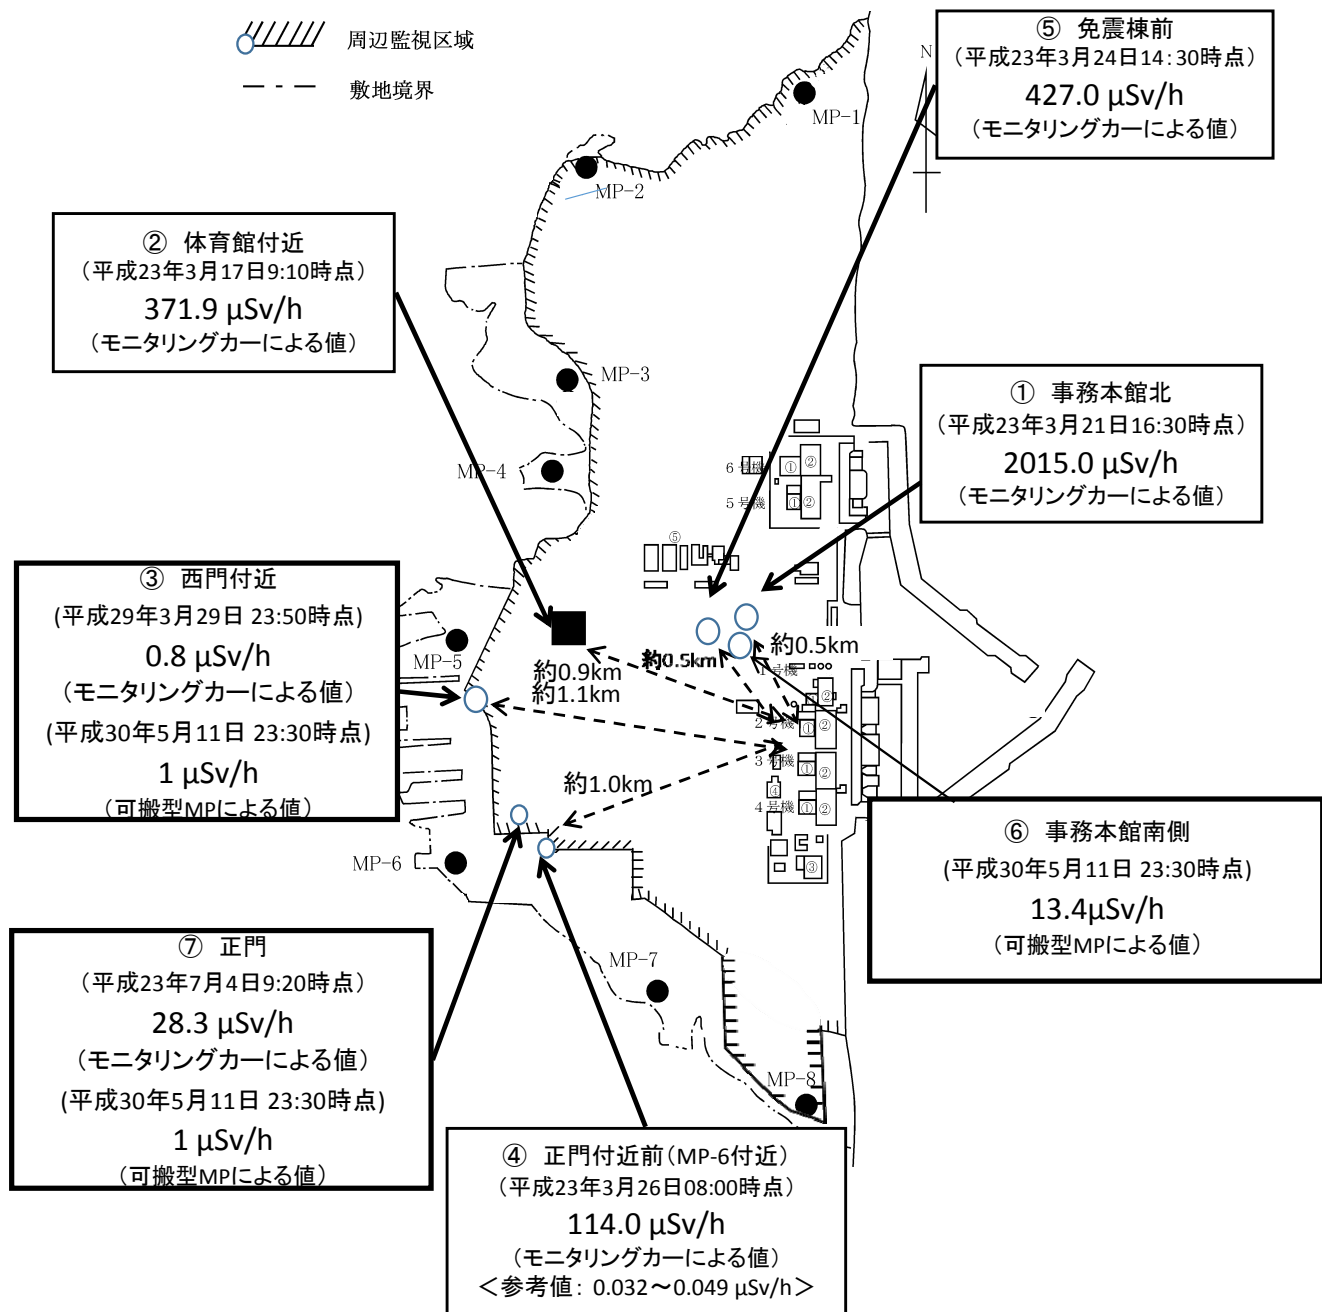 周辺監視区域
敷地境界
⑤ 免震棟前
(平成23年3月24日14:30時点)
427.0 μSv/h
(モニタリングカーによる値)
N
MP-1
MP-2
② 体育館付近
(平成23年3月17日9:10時点)
371.9 μSv/h
(モニタリングカーによる値)
MP-3
MP-4
① 事務本館北
(平成23年3月21日16:30時点)
2015.0 μSv/h
(モニタリングカーによる値)
6号機
① ②
5号機
① ②
⑤
③ 西門付近
(平成29年3月29日 23:50時点)
0.8 μSv/h
(モニタリングカーによる値)
(平成30年5月11日 23:30時点)
1 μSv/h
(可搬型MPによる値)
MP-5
約0.9km
約1.1km
約0.5km
約0.5km
1号機
②
2号機
① ②
3号機
① ②
④
4号機
① ②
③
約1.0km
MP-6
⑥ 事務本館南側
(平成30年5月11日 23:30時点)
13.4μSv/h
(可搬型MPによる値)
⑦ 正門
(平成23年7月4日9:20時点)
28.3 μSv/h
(モニタリングカーによる値)
(平成30年5月11日 23:30時点)
1 μSv/h
(可搬型MPによる値)
MP-7
MP-8
④ 正門付近前(MP-6付近)
(平成23年3月26日08:00時点)
114.0 μSv/h
(モニタリングカーによる値)
<参考値: 0.032～0.049 μSv/h>